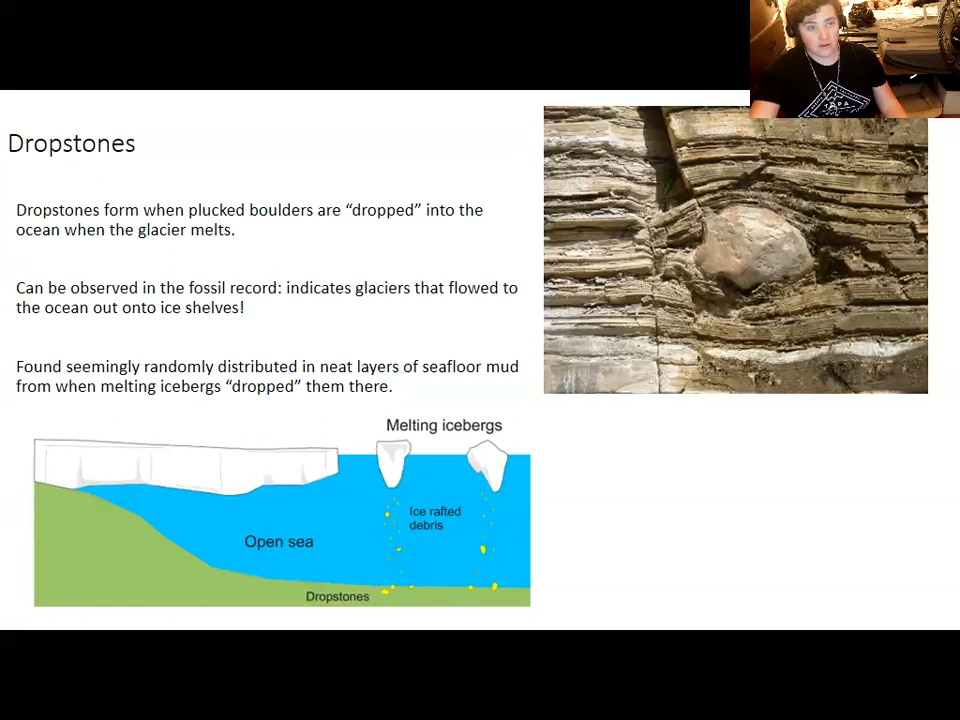 Dropstones
Dropstones form when plucked boulders are “dropped” into the
ocean when the glacier melts.
Can be observed in the fossil record: indicates glaciers that flowed to
the ocean out onto ice shelves!
Found seemingly randomly distributed in neat layers of seafloor mud
from when melting icebergs “dropped” them there.
Melting icebergs
Ice rafted
debris
Open sea
Dropstones